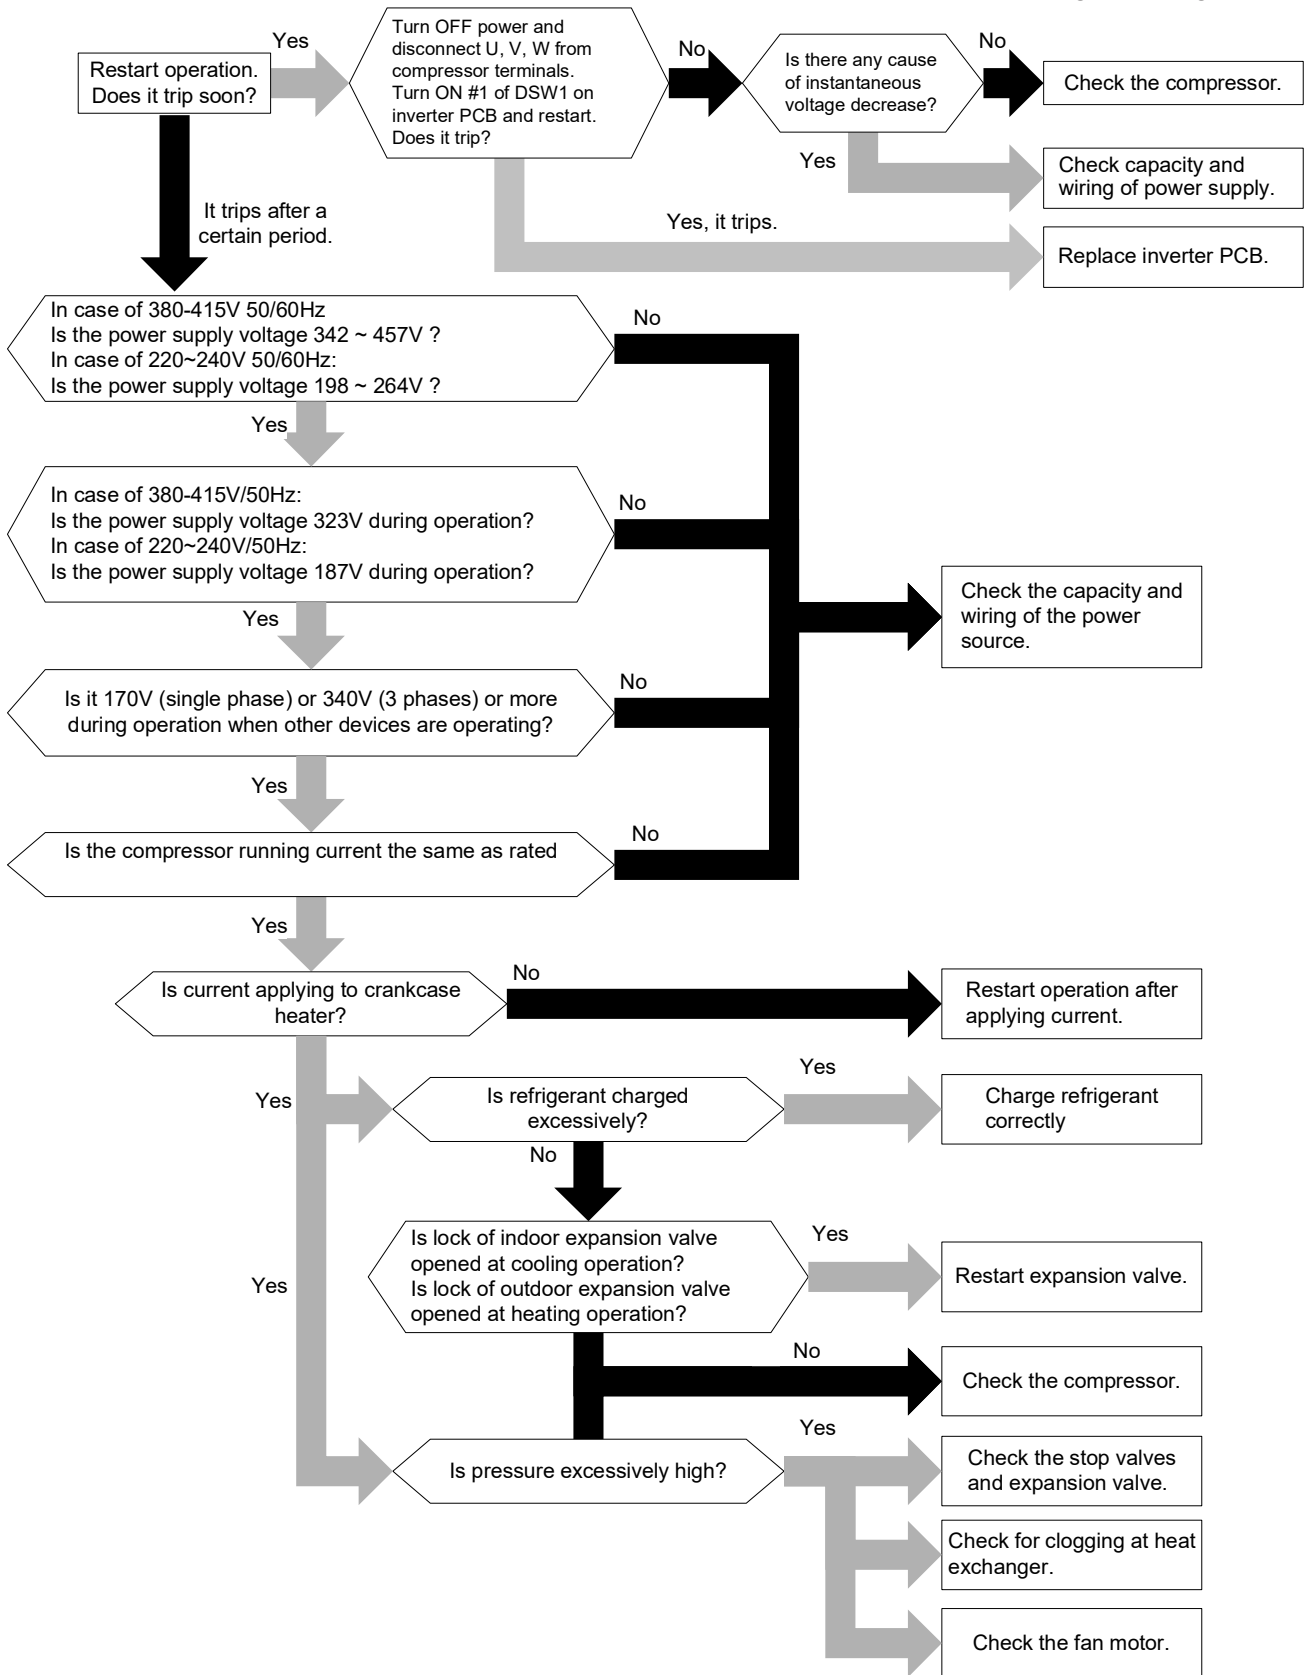 Restart operation.
Does it trip soon?
Yes
Turn OFF power and
disconnect U, V, W from
compressor terminals.
Turn ON #1 of DSW1 on
inverter PCB and restart.
Does it trip?
No
Is there any cause
of instantaneous
voltage decrease?
No
Check the compressor.
Yes
Check capacity and
wiring of power supply.
Yes, it trips.
Replace inverter PCB.
It trips after a
certain period.
In case of 380-415V 50/60Hz
Is the power supply voltage 342 ~ 457V ?
In case of 220~240V 50/60Hz:
Is the power supply voltage 198 ~ 264V ?
No
Yes
In case of 380-415V/50Hz:
Is the power supply voltage 323V during operation?
In case of 220~240V/50Hz:
Is the power supply voltage 187V during operation?
No
Check the capacity and
wiring of the power
source.
Yes
Is it 170V (single phase) or 340V (3 phases) or more
during operation when other devices are operating?
No
Yes
Is the compressor running current the same as rated
No
Yes
Is current applying to crankcase
heater?
No
Restart operation after
applying current.
Yes
Is refrigerant charged
excessively?
Yes
Charge refrigerant
correctly
No
Is lock of indoor expansion valve
opened at cooling operation?
Is lock of outdoor expansion valve
opened at heating operation?
Yes
Restart expansion valve.
Yes
No
Check the compressor.
Is pressure excessively high?
Yes
Check the stop valves
and expansion valve.
Check for clogging at heat
exchanger.
Check the fan motor.